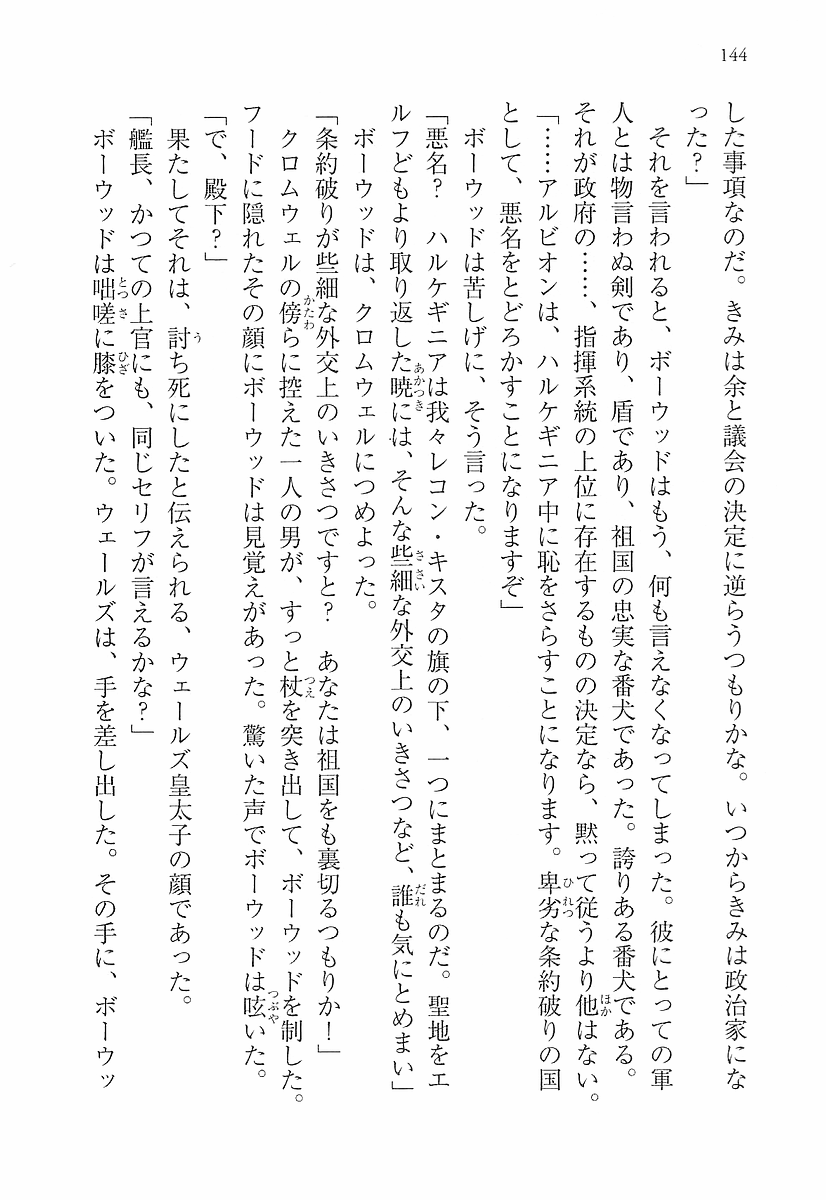 144
した事項なのだ。きみは余と議会の決定に逆らうつもりかな。いつからきみは政治家にな
った？」
　それを言われると、ボーウッドはもう、何も言えなくなってしまった。彼にとっての軍
人とは物言わぬ剣であり、盾であり、祖国の忠実な番犬であった。誇りある番犬である。
それが政府の……、指揮系統の上位に存在するものの決定なら、黙って従うより他はない。
「……アルビオンは、ハルケギニア中に恥をさらすことになります。卑劣な条約破りの国
として、悪名をとどろかすことになりますぞ」
　ボーウッドは苦しげに、そう言った。
「悪名？　ハルケギニアは我々レコン・キスタの旗の下、一つにまとまるのだ。聖地をエ
ルフどもより取り返した暁には、そんな些細な外交上のいきさつなど、誰も気にとめまい」
　ボーウッドは、クロムウェルにつめよった。
「条約破りが些細な外交上のいきさつですと？　あなたは祖国をも裏切るつもりか！」
　クロムウェルの傍らに控えた一人の男が、すっと杖を突き出して、ボーウッドを制した。
フードに隠れたその顔にボーウッドは見覚えがあった。驚いた声でボーウッドは呟いた。
「で、殿下？」
　果たしてそれは、討ち死にしたと伝えられる、ウェールズ皇太子の顔であった。
「艦長、かつての上官にも、同じセリフが言えるかな？」
　ボーウッドは咄嗟に膝をついた。ウェールズは、手を差し出した。その手に、ボーウッ